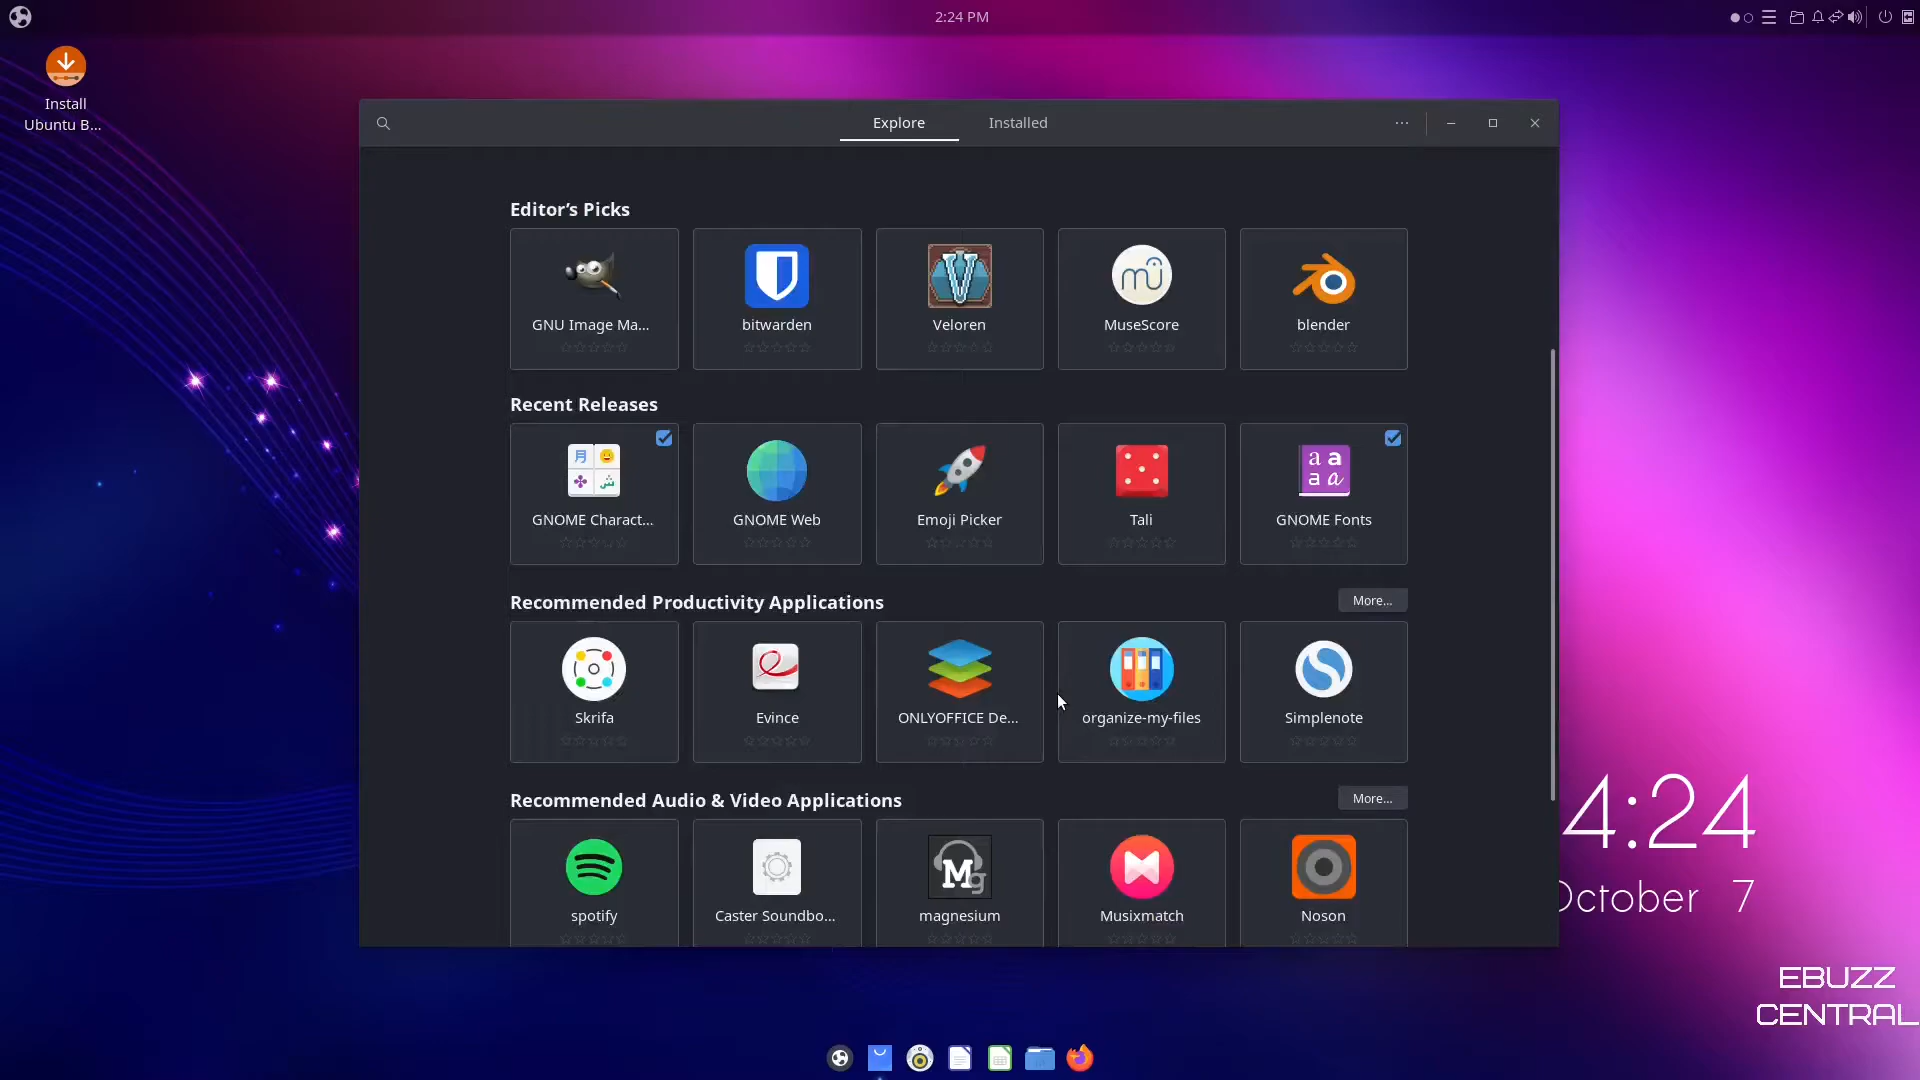 2:24 PM
Install
Ubuntu B...
Explore
Installed
Editor's Picks
GNU Image Ma...
bitwarden
Veloren
MuseScore
blender
Recent Releases
GNOME Charact...
GNOME Web
Emoji Picker
Tali
GNOME Fonts
Recommended Productivity Applications
More...
Skrifa
Evince
ONLYOFFICE De...
organize-my-files
Simplenote
Recommended Audio & Video Applications
More...
spotify
Caster Soundbo...
magnesium
Musixmatch
Noson
4:24
October 7
EBUZZ
CENTRAL